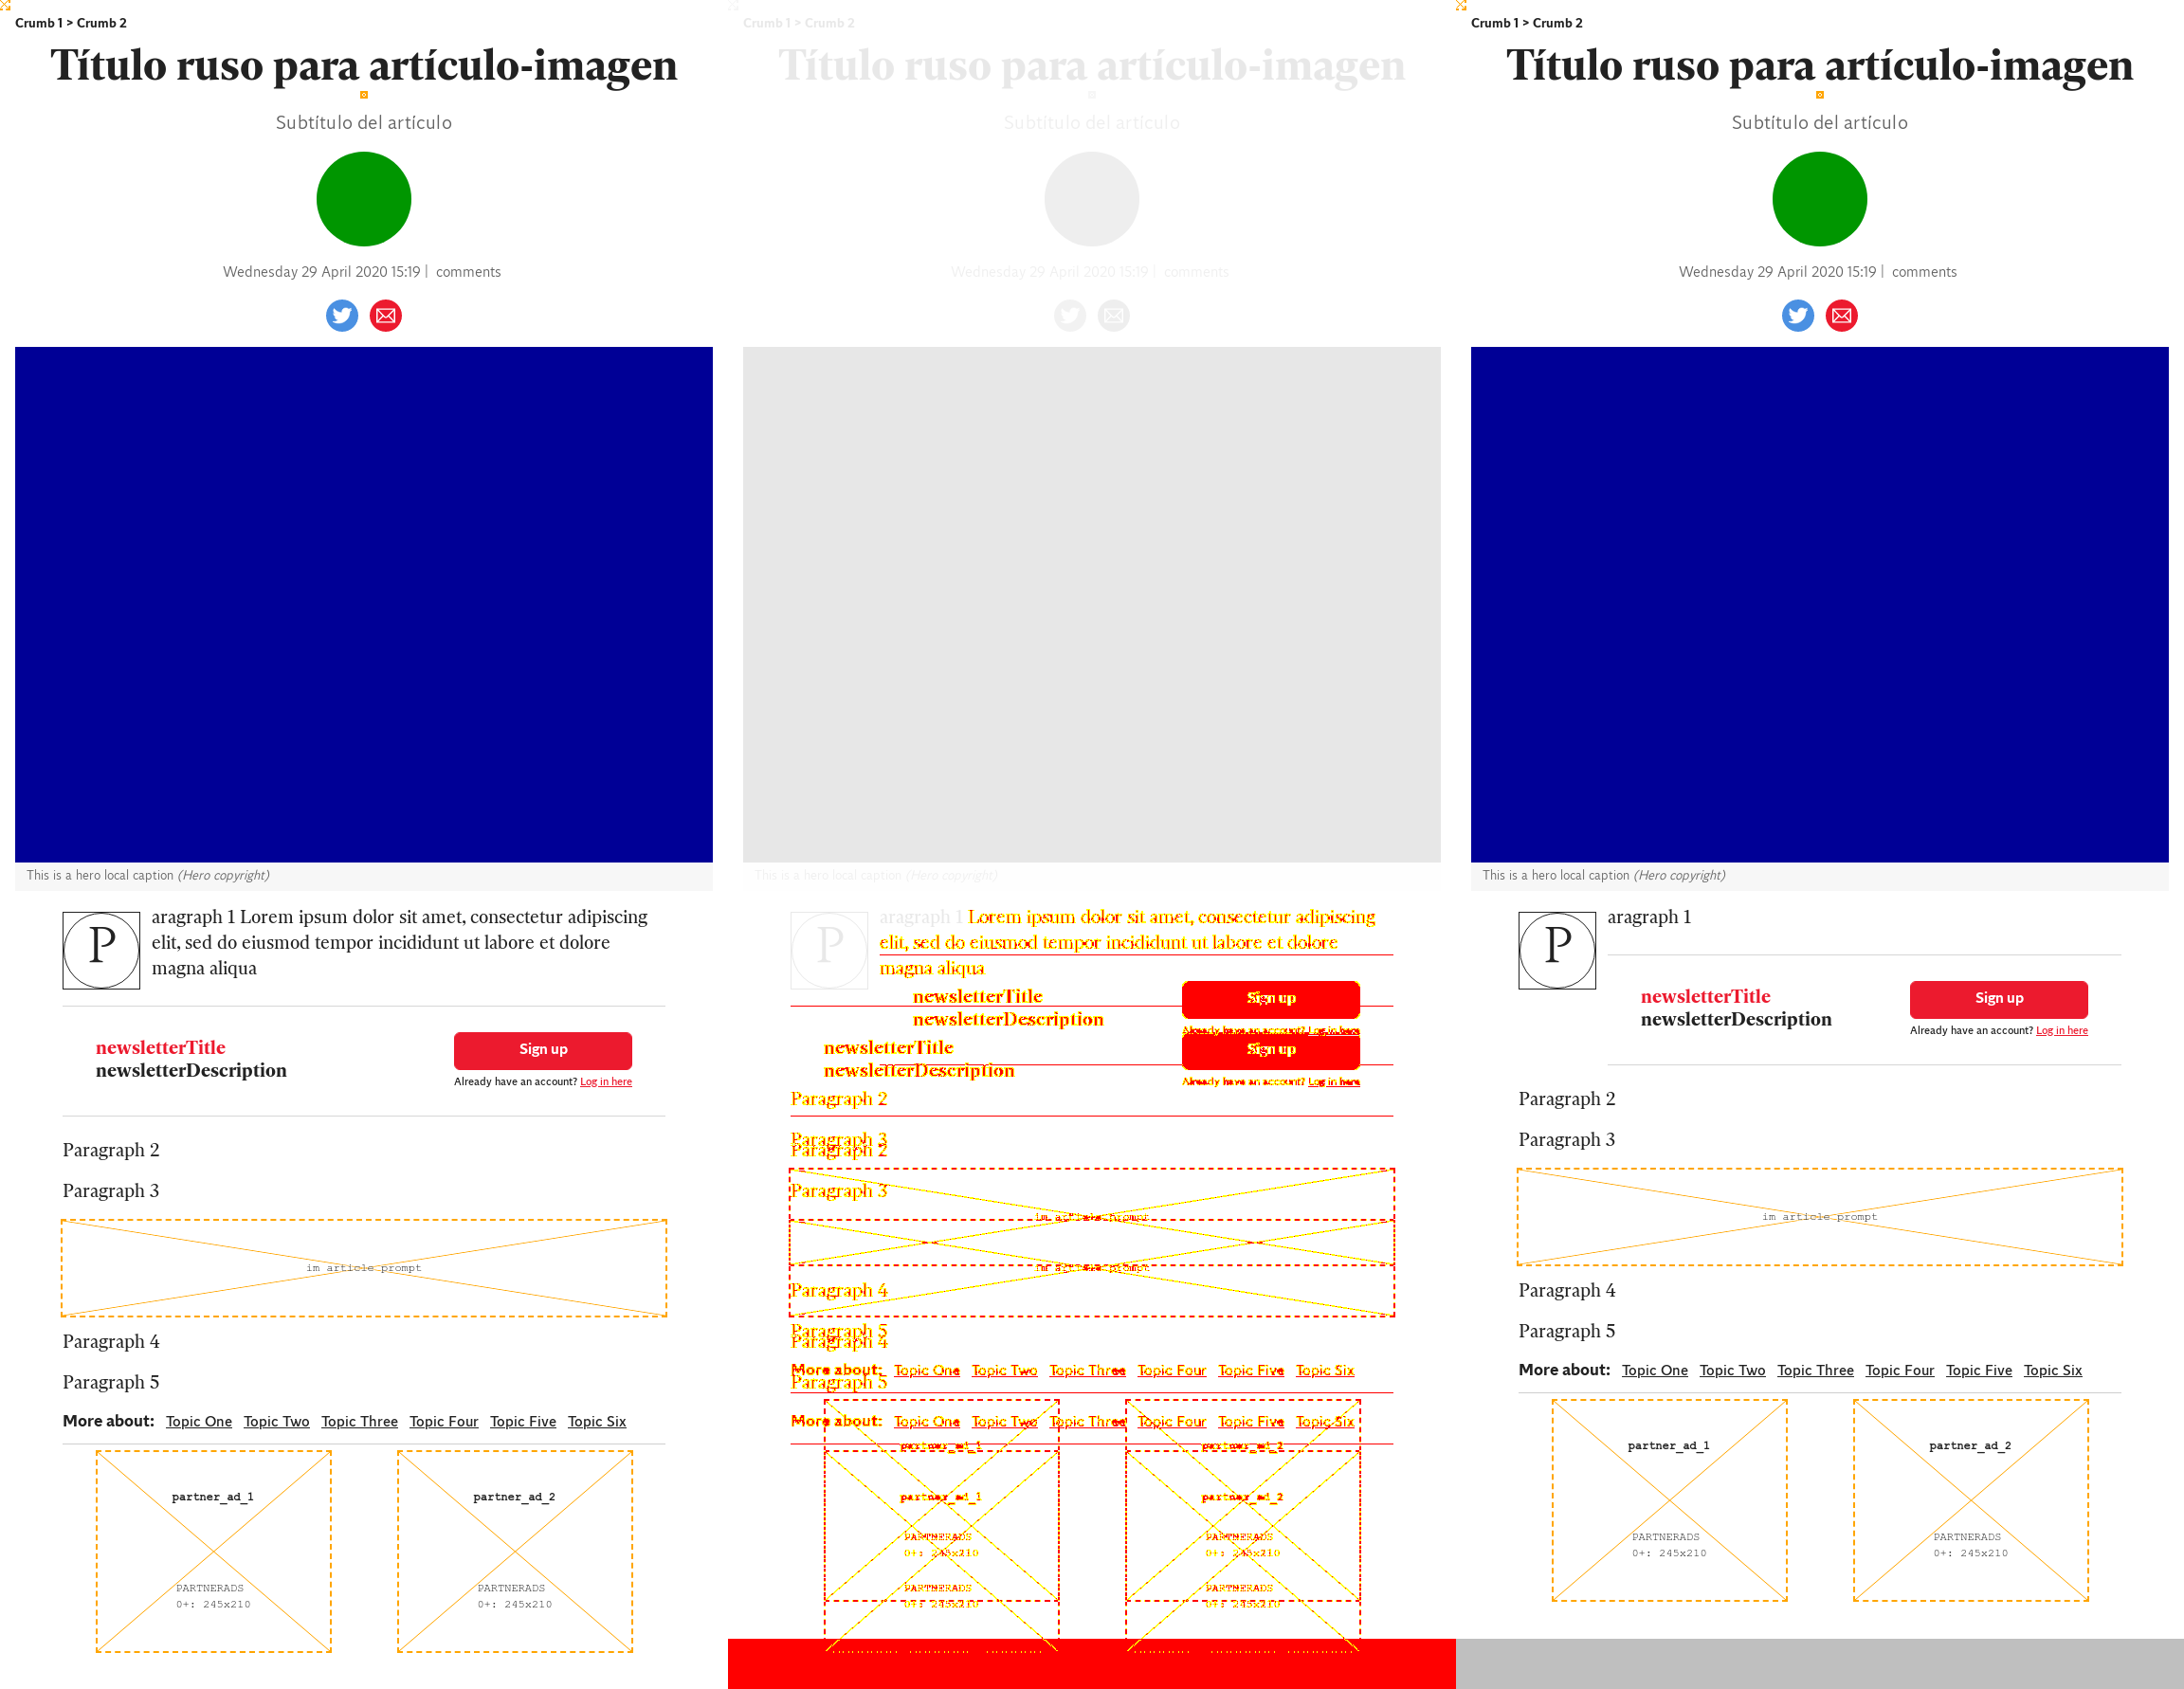 Crumb 1 > Crumb 2
Título ruso para artículo-imagen
Subtítulo del artículo
Wednesday 29 April 2020 15:19 | comments
This is a hero local caption (Hero copyright)
P
aragraph 1 Lorem ipsum dolor sit amet, consectetur adipiscing
elit, sed do eiusmod tempor incididunt ut labore et dolore
magna aliqua
newsletterTitle
newsletterDescription
Sign up
Already have an account? Log in here
Paragraph 2
Paragraph 3
im article prompt
Paragraph 4
Paragraph 5
More about: Topic One Topic Two Topic Three Topic Four Topic Five Topic Six
partner_ad_1
PARTNERADS
0+: 245x210
partner_ad_2
PARTNERADS
0+: 245x210
Crumb 1 > Crumb 2
Título ruso para artículo-imagen
Subtítulo del artículo
Wednesday 29 April 2020 15:19 | comments
This is a hero local caption (Hero copyright)
P
aragraph 1 Lorem ipsum dolor sit amet, consectetur adipiscing
elit, sed do eiusmod tempor incididunt ut labore et dolore
magna aliqua
newsletterTitle
newsletterDescription
Sign up
Already have an account? Log in here
newsletterTitle
newsletterDescription
Sign up
Already have an account? Log in here
Paragraph 2
Paragraph 3
Paragraph 2
Paragraph 3
im article prompt
im article prompt
Paragraph 4
Paragraph 5
Paragraph 4
More about: Topic One Topic Two Topic Three Topic Four Topic Five Topic Six
Paragraph 5
More about: Topic One Topic Two Topic Three Topic Four Topic Five Topic Six
partner_ad_1
partner_ad_2
partner_ad_1
partner_ad_2
PARTNERADS
0+: 245x210
PARTNERADS
0+: 245x210
PARTNERADS
0+: 245x210
PARTNERADS
0+: 245x210
Crumb 1 > Crumb 2
Título ruso para artículo-imagen
Subtítulo del artículo
Wednesday 29 April 2020 15:19 | comments
This is a hero local caption (Hero copyright)
P
aragraph 1
newsletterTitle
newsletterDescription
Sign up
Already have an account? Log in here
Paragraph 2
Paragraph 3
im article prompt
Paragraph 4
Paragraph 5
More about: Topic One Topic Two Topic Three Topic Four Topic Five Topic Six
partner_ad_1
PARTNERADS
0+: 245x210
partner_ad_2
PARTNERADS
0+: 245x210